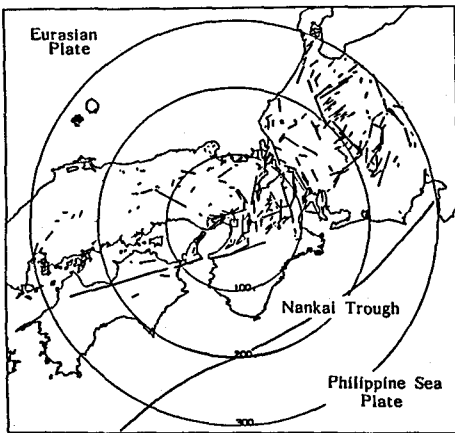 Eurasian
Plate
100
Nankai Trough
200
Philippine Sea
Plate
300